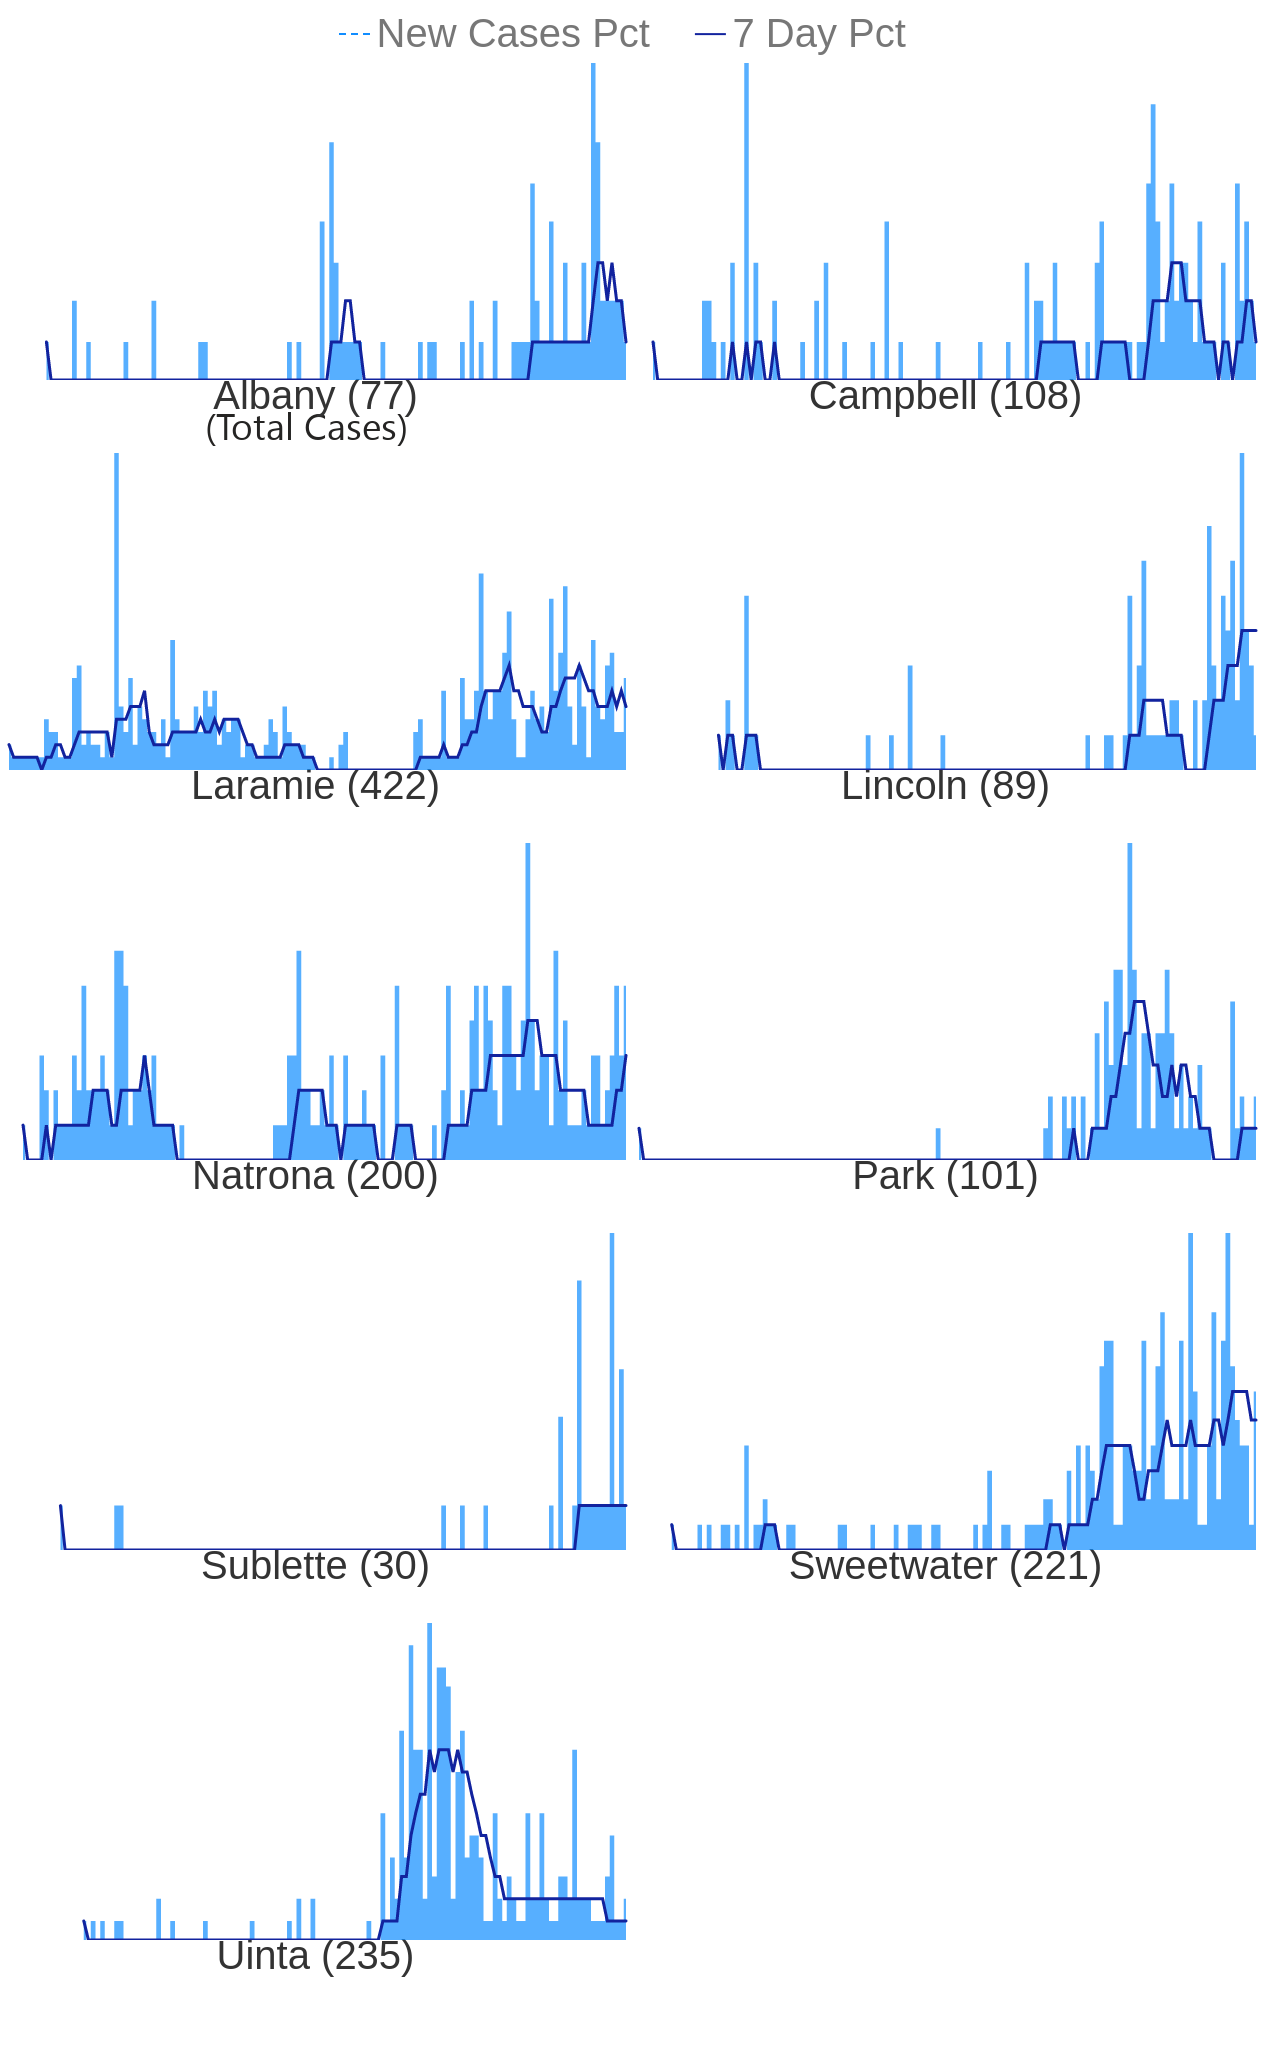 New Cases Pct 7 Day Pct
Albany (77) Campbell (108)
(Total Cases)
Laramie (422) Lincoln (89)
Natrona (200) Park (101)
Sublette (30) Sweetwater (221)
Uinta (235)